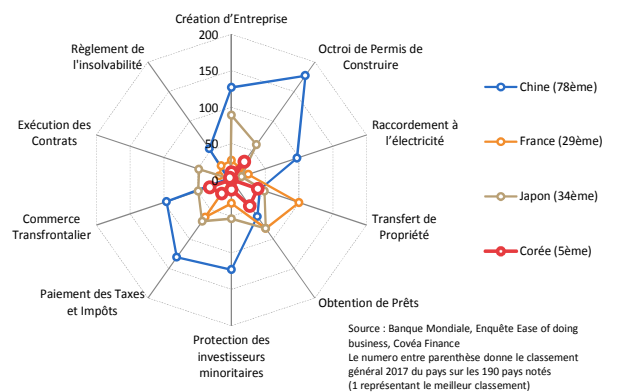 Création d’Entreprise
Octroi de Permis de
Construire
Raccordement à
l’électricité
Transfert de
Propriété
Obtention de Prêts
Protection des
investisseurs
minoritaires
Paiement des Taxes
et Impôts
Commerce
Transfrontalier
Exécution des
Contrats
Règlement de
l'insolvabilité
200
150
100
50
0
Chine (78ème)
France (29ème)
Japon (34ème)
Corée (5ème)
Source : Banque Mondiale, Enquête Ease of doing
business, Covéa Finance
Le numero entre parenthèse donne le classement
général 2017 du pays sur les 190 pays notés
(1 représentant le meilleur classement)